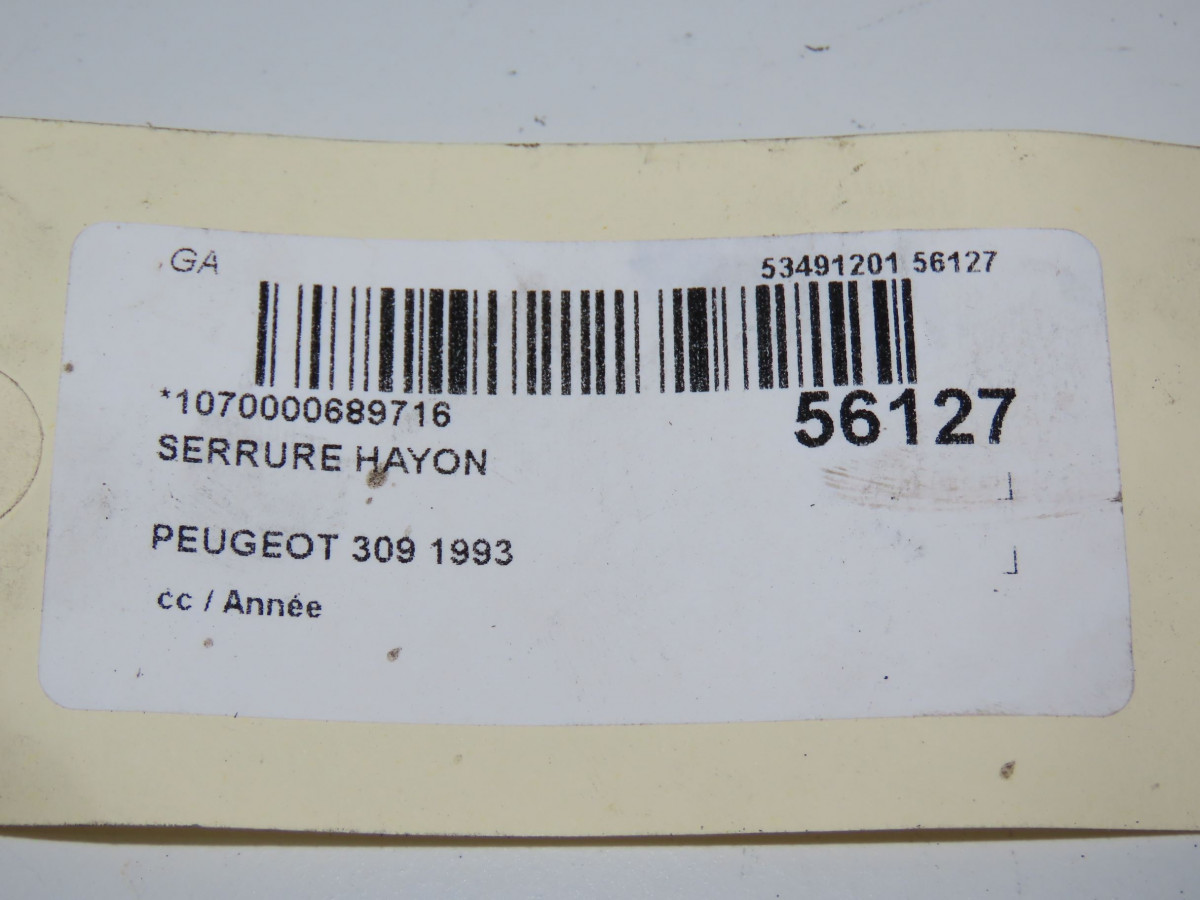 GA 53491201 56127
*1070000689716 56127
SERRURE HAYON
PEUGEOT 309 1993
cc / Année